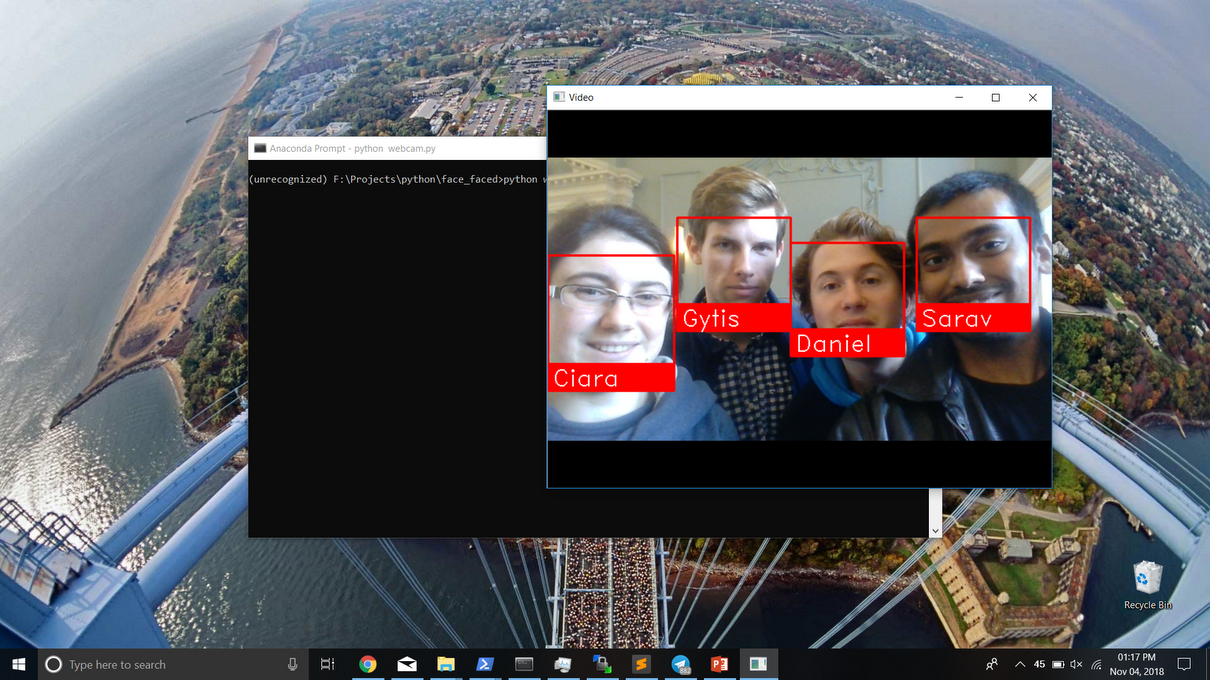 Video
Anaconda Prompt - python  webcam.py
(unrecognized) F:\Projects\python\face_faced>python
Gytis
Sarav
Daniel
Ciara
Recycle Bin
Type here to search
45
01:17 PM
Nov 04, 2018